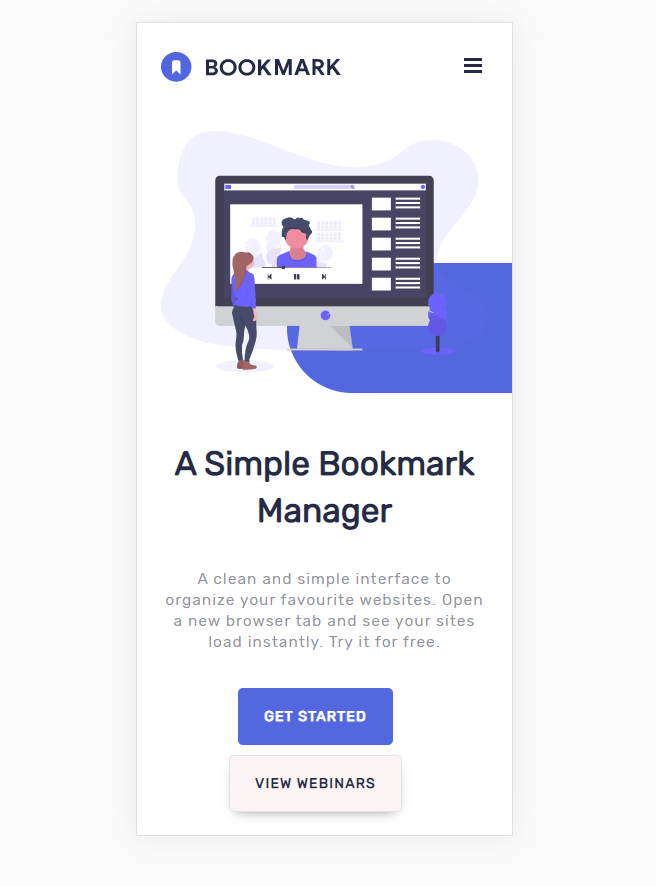 BOOKMARK
A Simple Bookmark
Manager
A clean and simple interface to
organize your favourite websites. Open
a new browser tab and see your sites
load instantly. Try it for free.
GET STARTED
VIEW WEBINARS